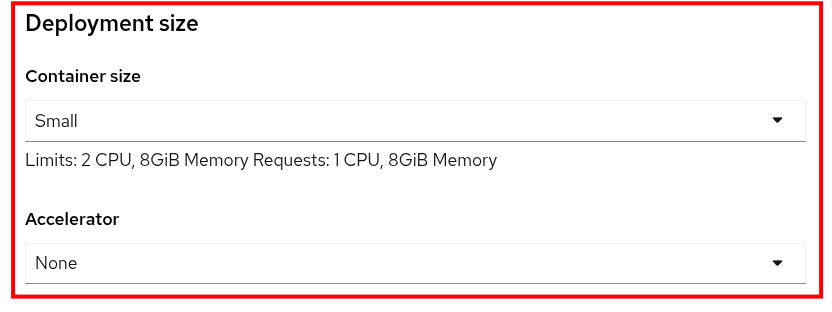 Deployment size
Container size
Small
Limits: 2 CPU, 8GiB Memory Requests: 1 CPU, 8GiB Memory
Accelerator
None